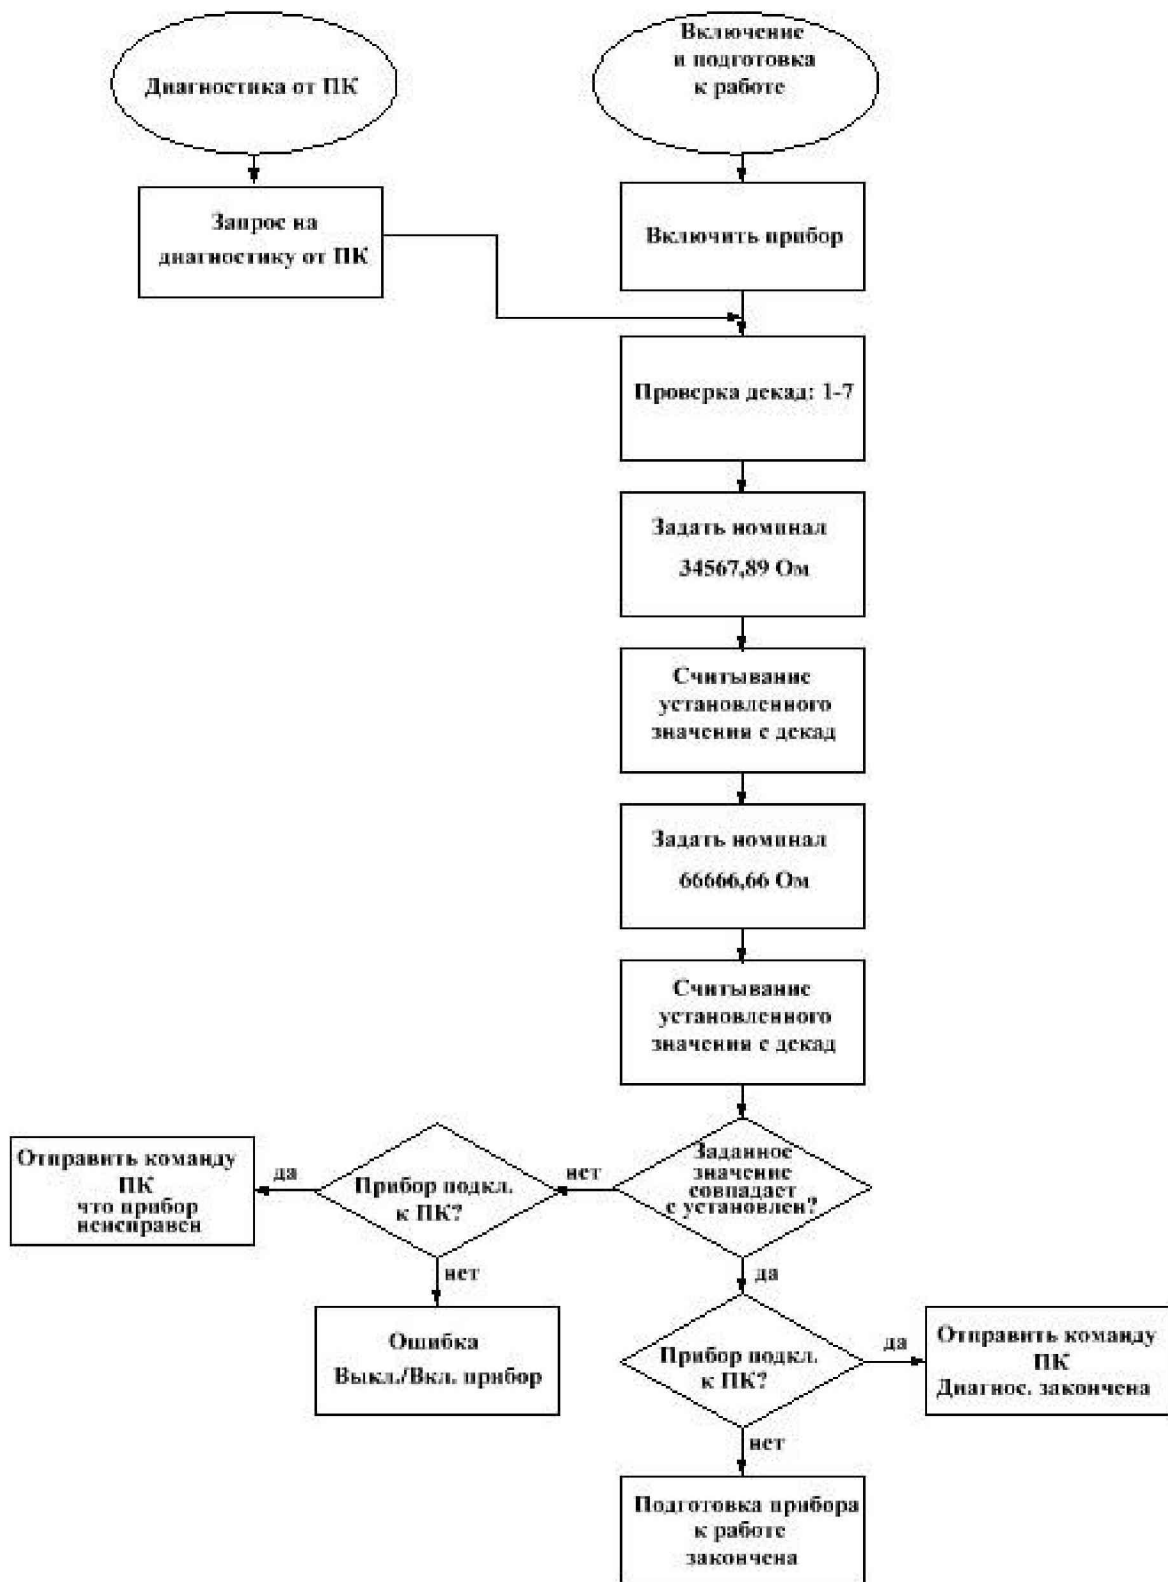 Диагностика от ПК
Включение
и подготовка
к работе
Запрос на
диагностику от ПК
Включить прибор
Проверка декад: 1-7
Задать номинал
34567,89 Ом
Считывание
установленного
значения с декад
Задать номинал
66666,66 Ом
Считывание
установленного
значения с декад
Заданное
значение
совпадает
с установлен?
нет
Прибор подкл.
к ПК?
да
Отправить команду
ПК
что прибор
неисправен
нет
Ошибка
Выкл./Вкл. прибор
да
Прибор подкл.
к ПК?
да
Отправить команду
ПК
Диагнос. закончена
нет
Подготовка прибора
к работе
закончена